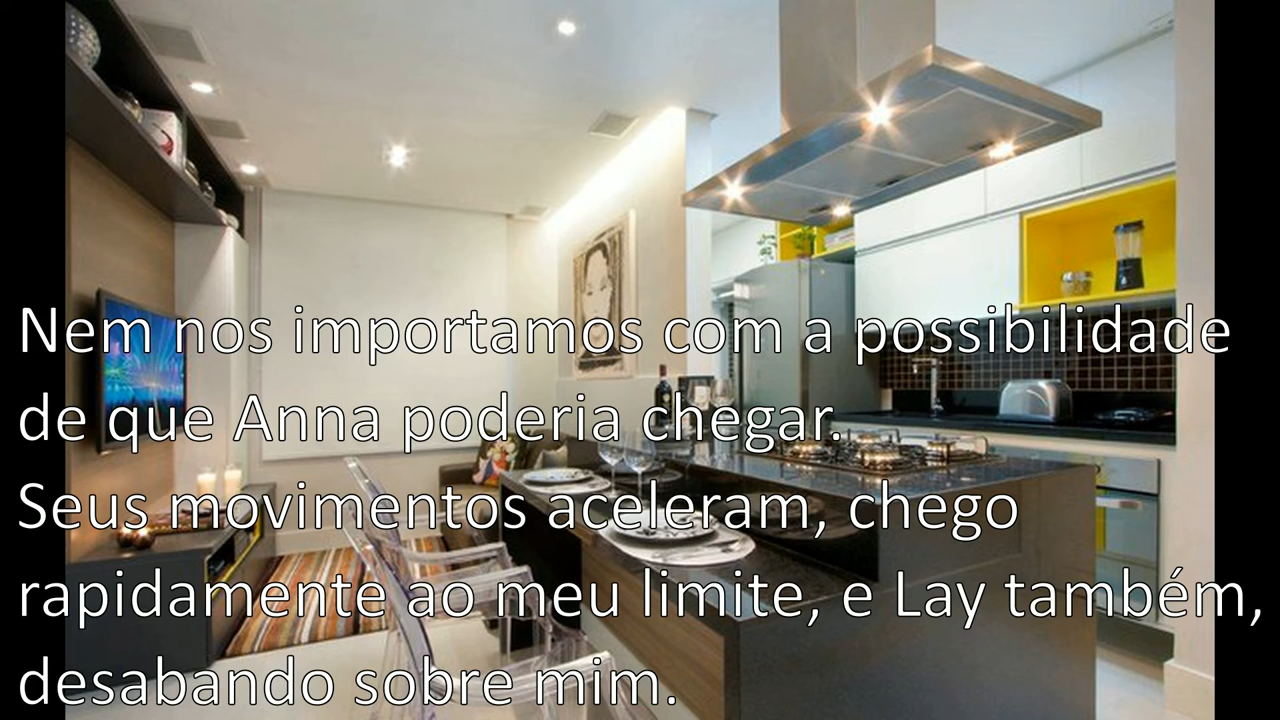 Nem nos importamos com a possibilidade
de que Anna poderia chegar.
Seus movimentos aceleram, chego
rapidamente ao meu limite, e Lay também,
desabando sobre mim.